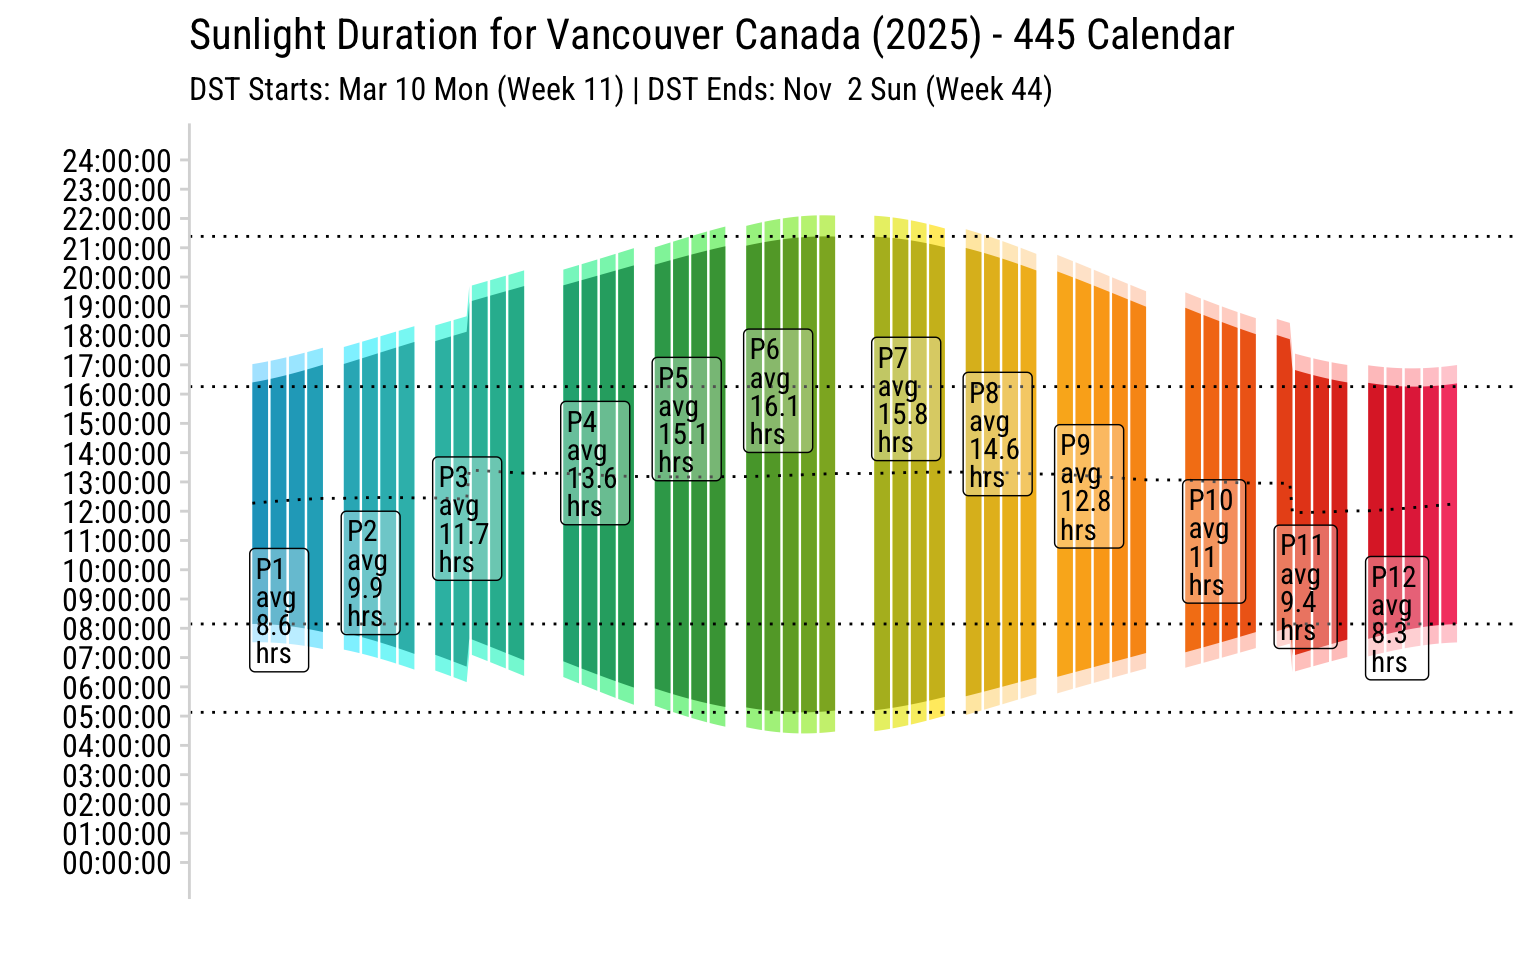 Sunlight Duration for Vancouver Canada (2025) - 445 Calendar
DST Starts: Mar 10 Mon (Week 11) | DST Ends: Nov  2 Sun (Week 44)
24:00:00
23:00:00
22:00:00
21:00:00
20:00:00
19:00:00
18:00:00
17:00:00
16:00:00
15:00:00
14:00:00
13:00:00
12:00:00
11:00:00
10:00:00
09:00:00
08:00:00
07:00:00
06:00:00
05:00:00
04:00:00
03:00:00
02:00:00
01:00:00
00:00:00
P1
avg
8.6
hrs
P2
avg
9.9
hrs
P3
avg
11.7
hrs
P4
avg
13.6
hrs
P5
avg
15.1
hrs
P6
avg
16.1
hrs
P7
avg
15.8
hrs
P8
avg
14.6
hrs
P9
avg
12.8
hrs
P10
avg
11
hrs
P11
avg
9.4
hrs
P12
avg
8.3
hrs